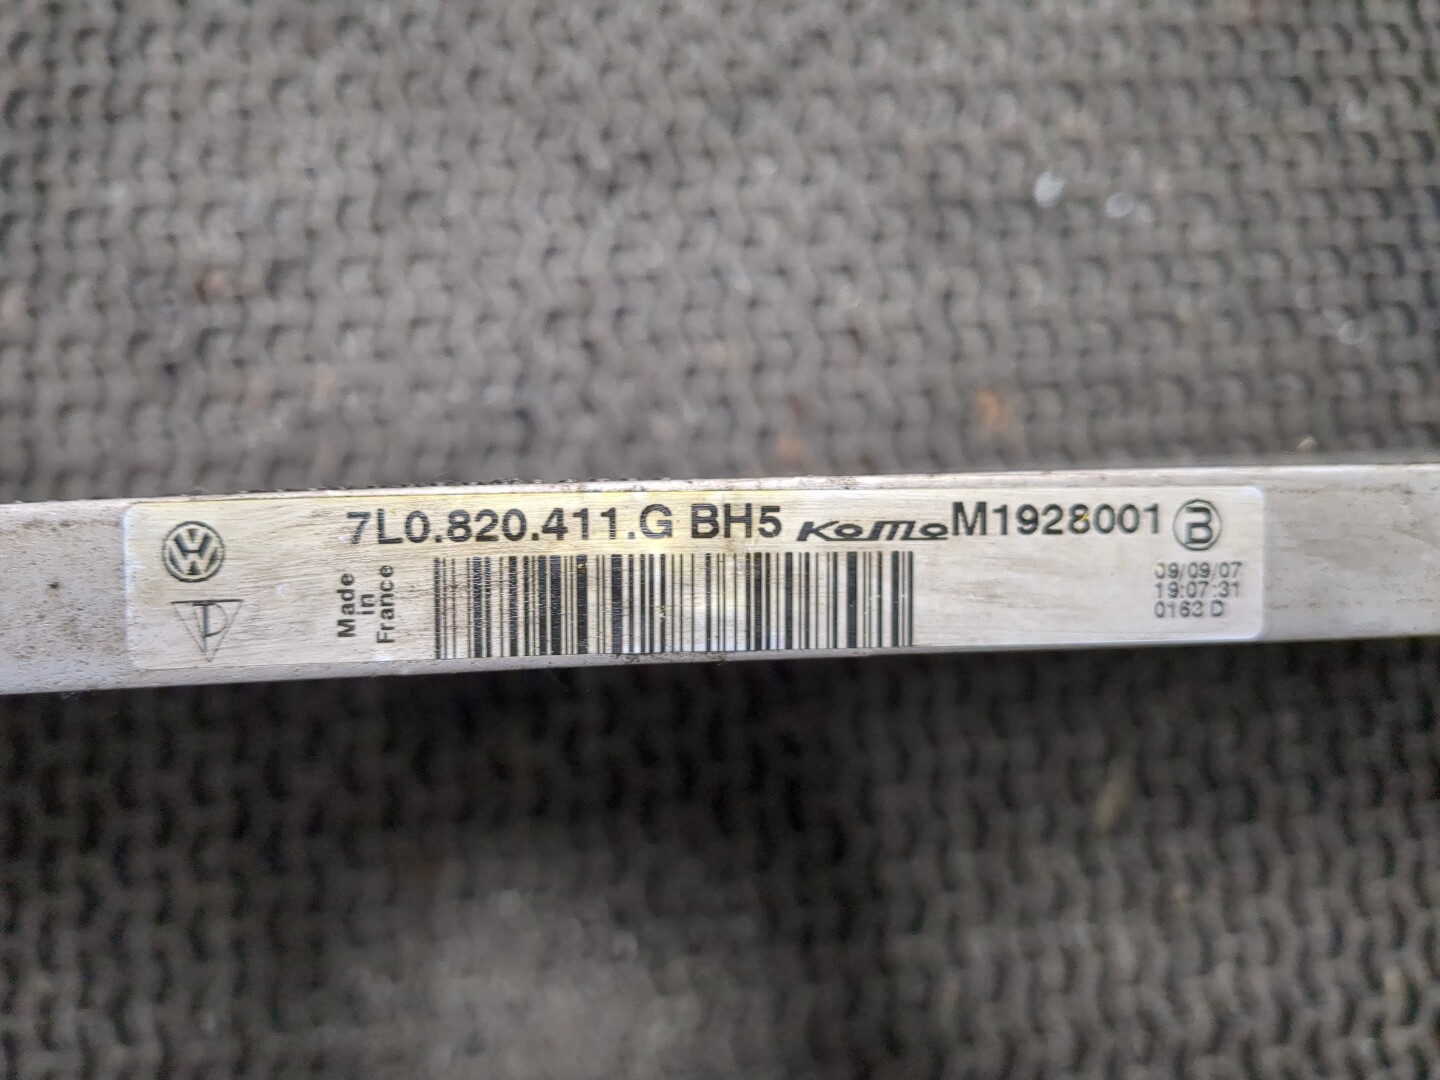 7L0.820.411.G BH5 KoMo M1928001 B
Made
in
France
09/09/07
19:07:31
0163 D